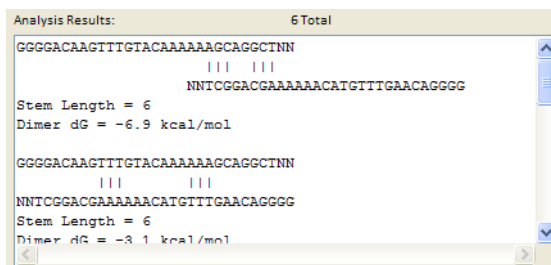 Analysis Results: 6 Total
GGGGACAAGTTTGTACAAAAAAGCAGGCTNN
||| |||
NNTCGGACGAAAAAACATGTTTGAACAGGGG
Stem Length = 6
Dimer dG = -6.9 kcal/mol
GGGGACAAGTTTGTACAAAAAAGCAGGCTNN
||| |||
NNTCGGACGAAAAAACATGTTTGAACAGGGG
Stem Length = 6
Dimer dG = -3.1 kcal/mol